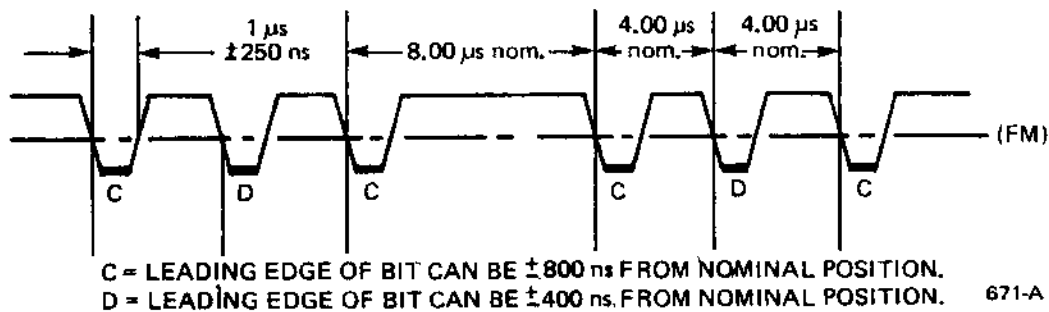 1 μs
±250 ns
8.00 μs nom.
4.00 μs
nom.
4.00 μs
nom.
(FM)
C D C C D C
C = LEADING EDGE OF BIT CAN BE ±800 ns FROM NOMINAL POSITION.
D = LEADING EDGE OF BIT CAN BE ±400 ns. FROM NOMINAL POSITION.
671-A